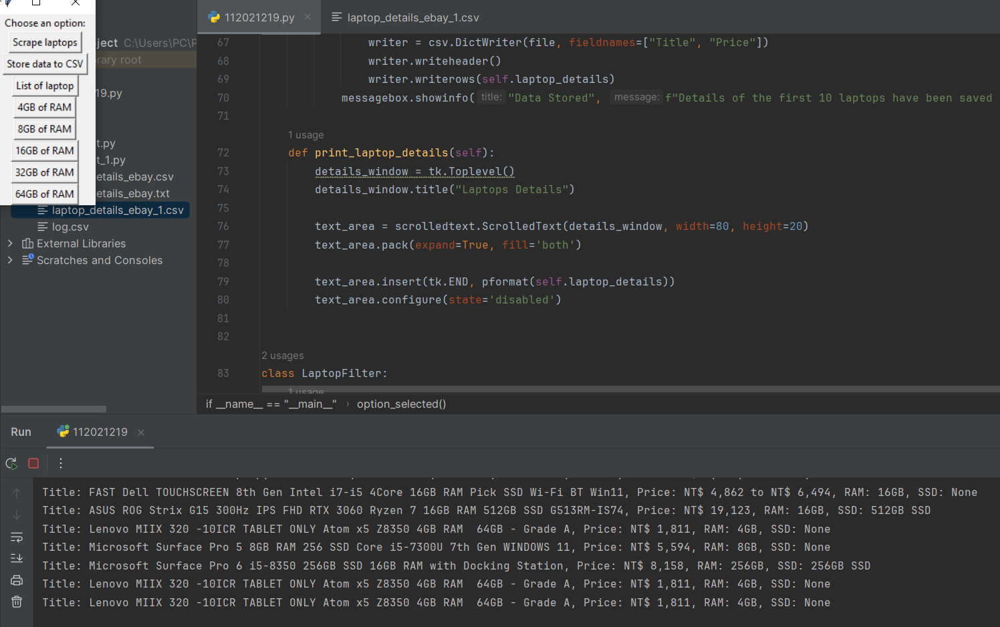 Choose an option:
Scrape laptops
Store data to CSV
List of laptop
4GB of RAM
8GB of RAM
16GB of RAM
32GB of RAM
64GB of RAM
ject C:\Users\PC\P
rary root
19.py
t.py
t_1.py
etails_ebay.csv
etails_ebay.txt
laptop_details_ebay_1.csv
log.csv
External Libraries
Scratches and Consoles
112021219.py
laptop_details_ebay_1.csv
67 writer = csv.DictWriter(file, fieldnames=["Title", "Price"])
68 writer.writeheader()
69 writer.writerows(self.laptop_details)
70 messagebox.showinfo( title: "Data Stored", message: f"Details of the first 10 laptops have been saved
71
1 usage
72 def print_laptop_details(self):
73 details_window = tk.Toplevel()
74 details_window.title("Laptops Details")
75
76 text_area = scrolledtext.ScrolledText(details_window, width=80, height=20)
77 text_area.pack(expand=True, fill='both')
78
79 text_area.insert(tk.END, pformat(self.laptop_details))
80 text_area.configure(state='disabled')
81
82
2 usages
83 class LaptopFilter:
1 usage
if __name__ == "__main__" › option_selected()
Run 112021219
Title: FAST Dell TOUCHSCREEN 8th Gen Intel i7-i5 4Core 16GB RAM Pick SSD Wi-Fi BT Win11, Price: NT$ 4,862 to NT$ 6,494, RAM: 16GB, SSD: None
Title: ASUS ROG Strix G15 300Hz IPS FHD RTX 3060 Ryzen 7 16GB RAM 512GB SSD G513RM-IS74, Price: NT$ 19,123, RAM: 16GB, SSD: 512GB SSD
Title: Lenovo MIIX 320 -10ICR TABLET ONLY Atom x5 Z8350 4GB RAM  64GB - Grade A, Price: NT$ 1,811, RAM: 4GB, SSD: None
Title: Microsoft Surface Pro 5 8GB RAM 256 SSD Core i5-7300U 7th Gen WINDOWS 11, Price: NT$ 5,594, RAM: 8GB, SSD: None
Title: Microsoft Surface Pro 6 i5-8350 256GB SSD 16GB RAM with Docking Station, Price: NT$ 8,158, RAM: 256GB, SSD: 256GB SSD
Title: Lenovo MIIX 320 -10ICR TABLET ONLY Atom x5 Z8350 4GB RAM  64GB - Grade A, Price: NT$ 1,811, RAM: 4GB, SSD: None
Title: Lenovo MIIX 320 -10ICR TABLET ONLY Atom x5 Z8350 4GB RAM  64GB - Grade A, Price: NT$ 1,811, RAM: 4GB, SSD: None